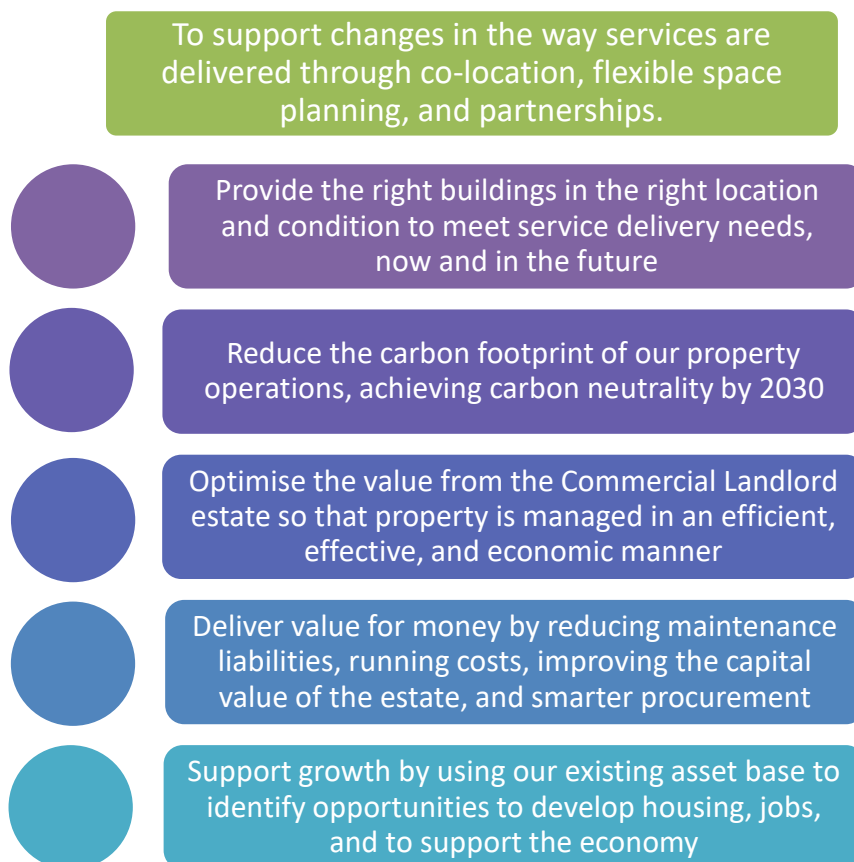 To support changes in the way services are
delivered through co-location, flexible space
planning, and partnerships.
Provide the right buildings in the right location
and condition to meet service delivery needs,
now and in the future
Reduce the carbon footprint of our property
operations, achieving carbon neutrality by 2030
Optimise the value from the Commercial Landlord
estate so that property is managed in an efficient,
effective, and economic manner
Deliver value for money by reducing maintenance
liabilities, running costs, improving the capital
value of the estate, and smarter procurement
Support growth by using our existing asset base to
identify opportunities to develop housing, jobs,
and to support the economy